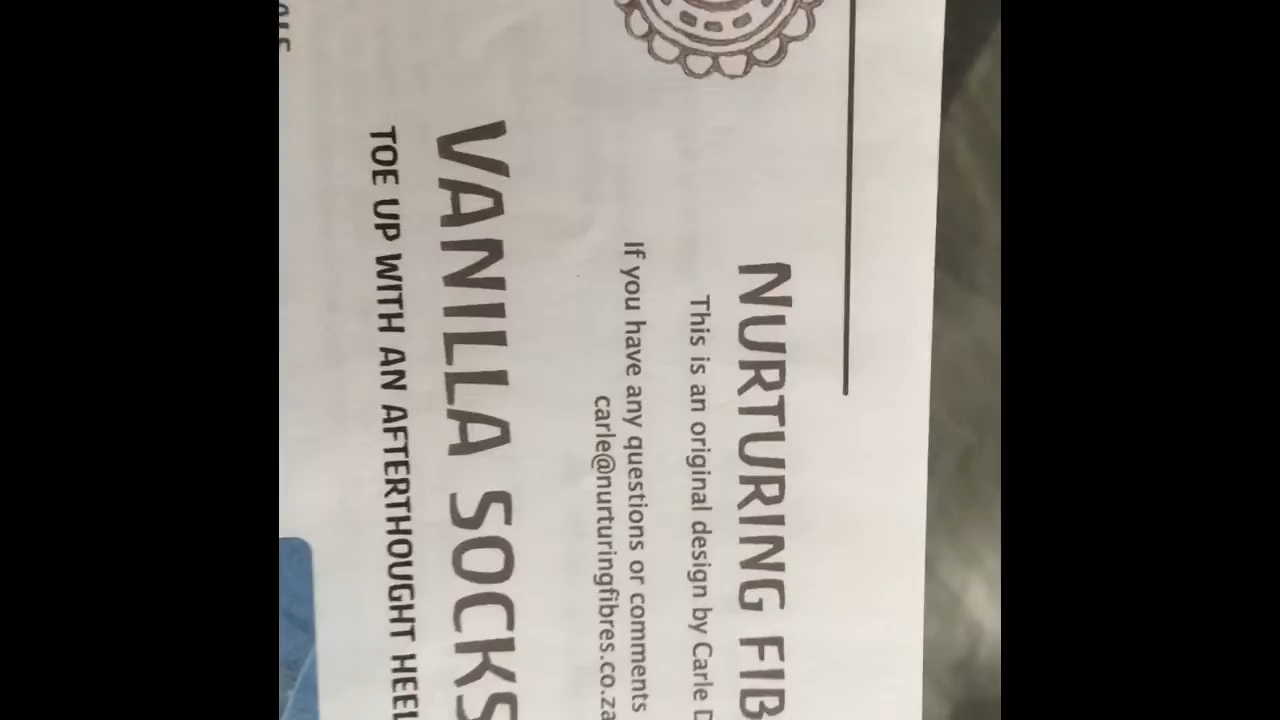 NURTURING FIB
This is an original design by Carle D
If you have any questions or comments
carle@nurturingfibres.co.za
VANILLA SOCKS
TOE UP WITH AN AFTERTHOUGHT HEEL